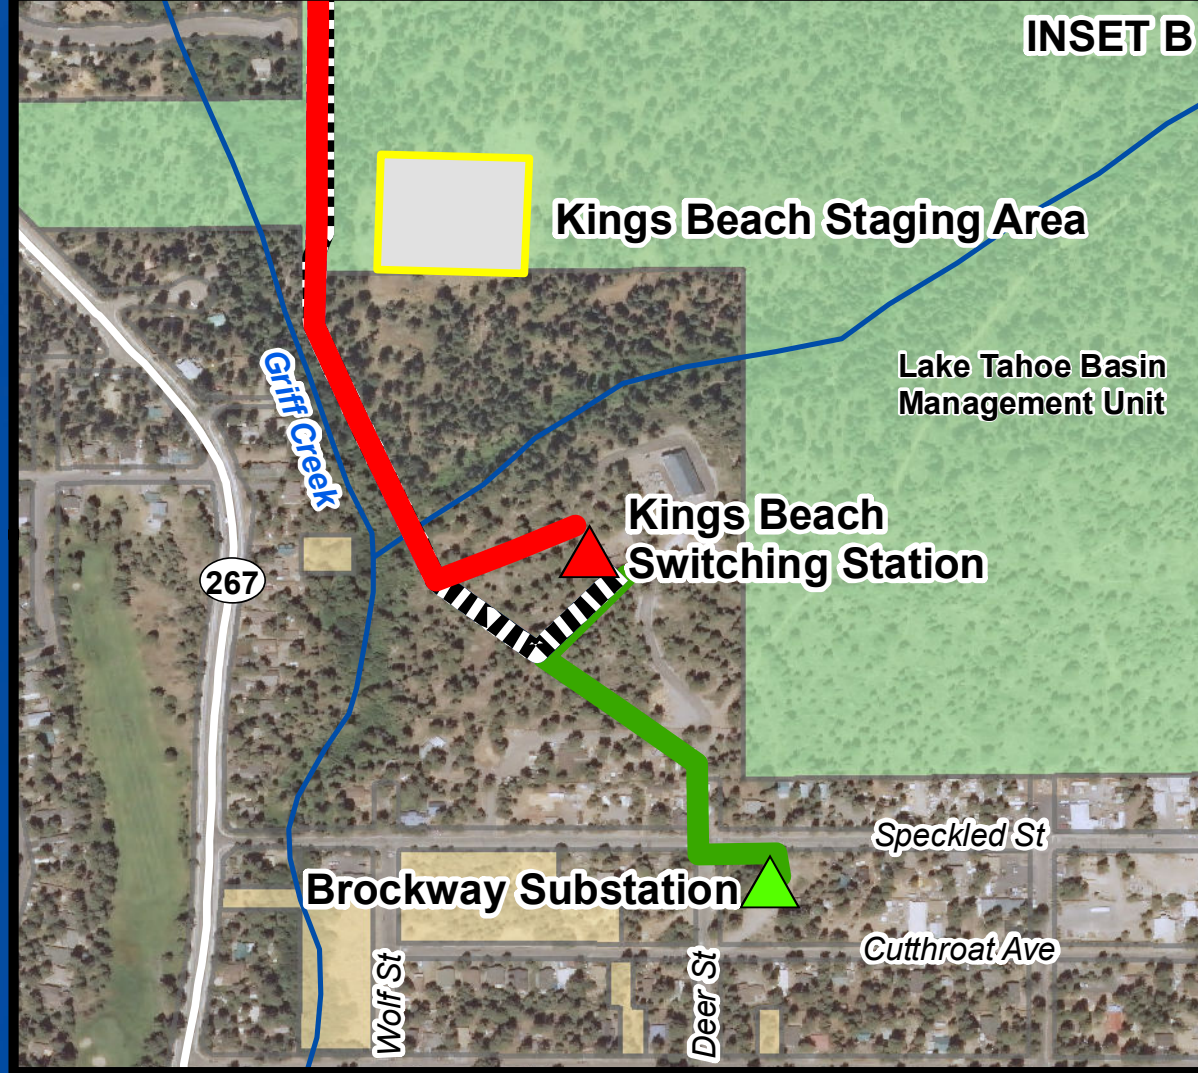 INSET B
Kings Beach Staging Area
Lake Tahoe Basin
Management Unit
Griff Creek
Kings Beach
Switching Station
267
Speckled St
Brockway Substation
Cutthroat Ave
Wolf St
Deer St